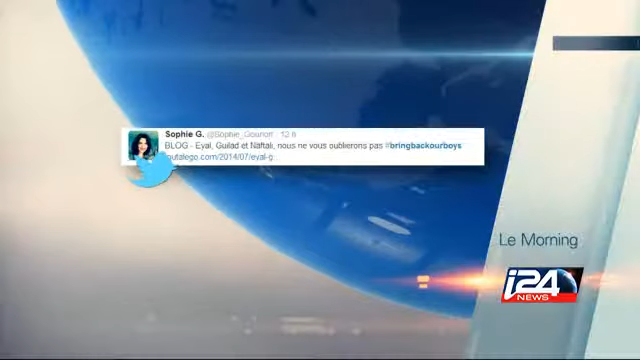 Sophie G. @Sophie_Gourion · 12 h
BLOG - Eyal, Guilad et Naftali, nous ne vous oublierons pas #bringbackourboys
outalego.com/2014/07/eyal-g
Le Morning
i24
NEWS